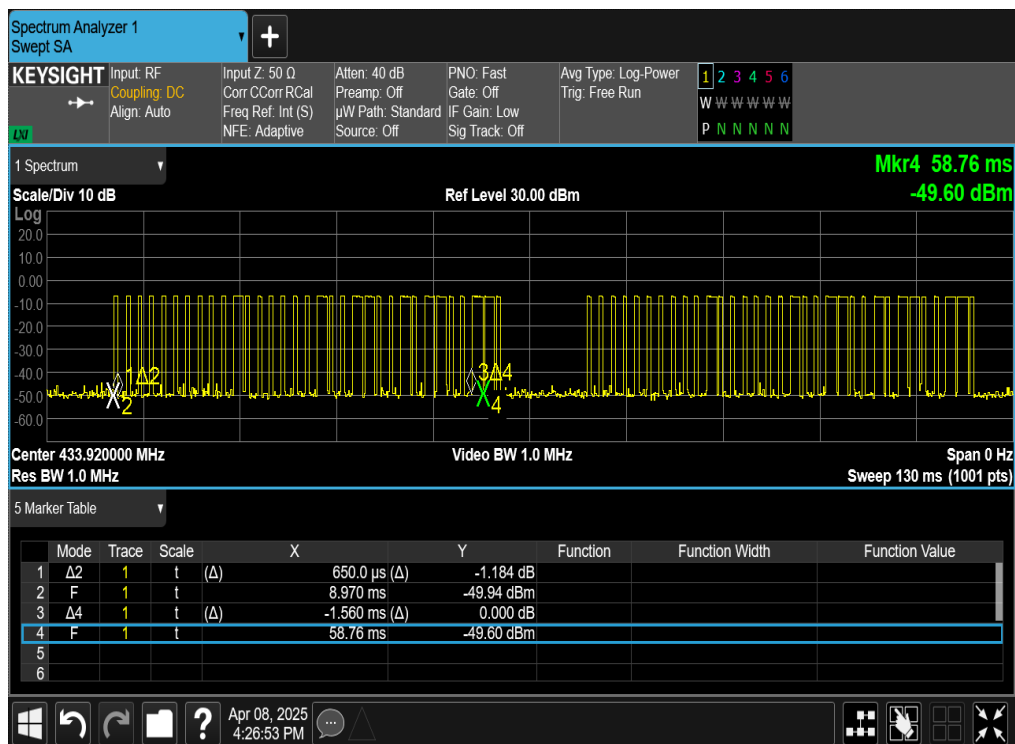 Spectrum Analyzer 1
Swept SA
+
KEYSIGHT
LXI
Input: RF
Coupling: DC
Align: Auto
Input Z: 50 Ω
Corr CCorr RCal
Freq Ref: Int (S)
NFE: Adaptive
Atten: 40 dB
Preamp: Off
µW Path: Standard
Source: Off
PNO: Fast
Gate: Off
IF Gain: Low
Sig Track: Off
Avg Type: Log-Power
Trig: Free Run
1 2 3 4 5 6
W W W W W W
P N N N N N
1 Spectrum
Mkr4 58.76 ms
-49.60 dBm
Scale/Div 10 dB
Ref Level 30.00 dBm
Log
20.0
10.0
0.00
-10.0
-20.0
-30.0
-40.0
-50.0
-60.0
1Δ2
2
3Δ4
4
Center 433.920000 MHz
Video BW 1.0 MHz
Span 0 Hz
Res BW 1.0 MHz
Sweep 130 ms (1001 pts)
5 Marker Table
Mode Trace Scale X Y Function Function Width Function Value
1 Δ2 1 t (Δ) 650.0 µs (Δ) -1.184 dB
2 F 1 t 8.970 ms -49.94 dBm
3 Δ4 1 t (Δ) -1.560 ms (Δ) 0.000 dB
4 F 1 t 58.76 ms -49.60 dBm
5
6
?
Apr 08, 2025
4:26:53 PM